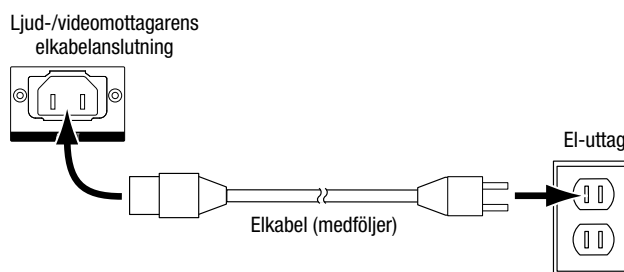 Ljud-/videomottagarens
elkabelanslutning
El-uttag
Elkabel (medföljer)